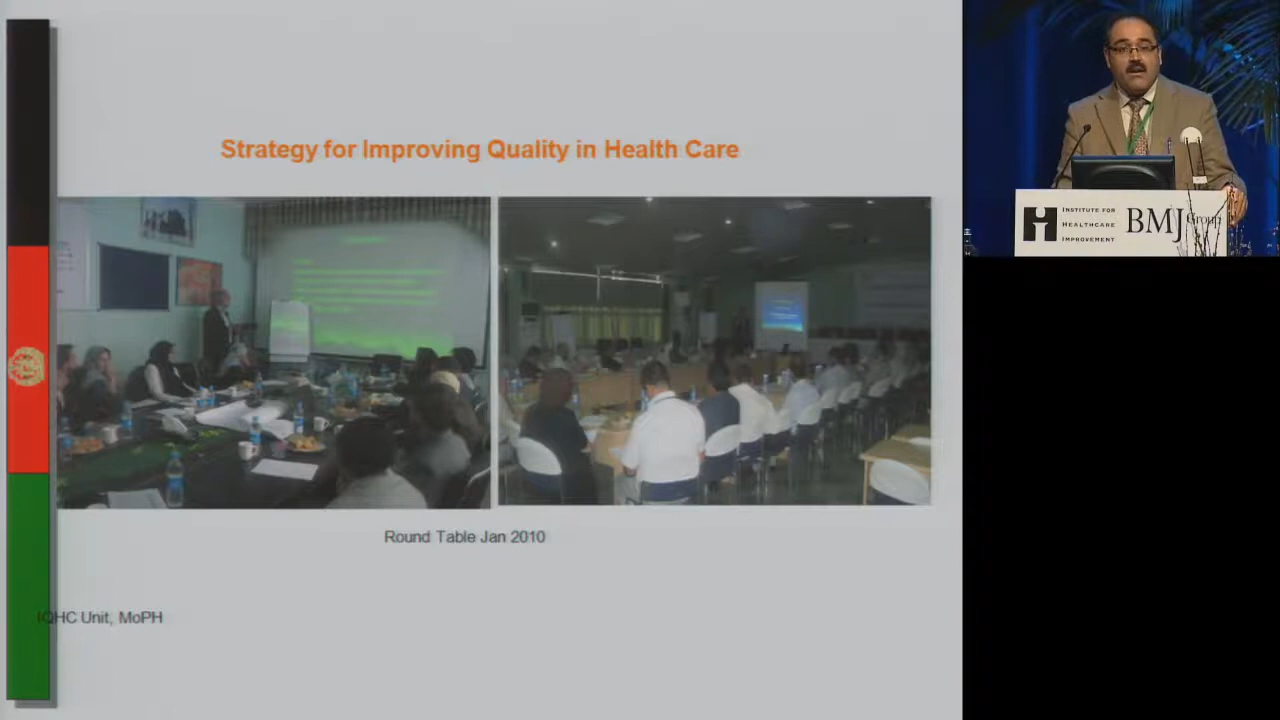 Strategy for Improving Quality in Health Care
Round Table Jan 2010
IQHC Unit, MoPH
INSTITUTE FOR
HEALTHCARE
IMPROVEMENT
BMJ Group